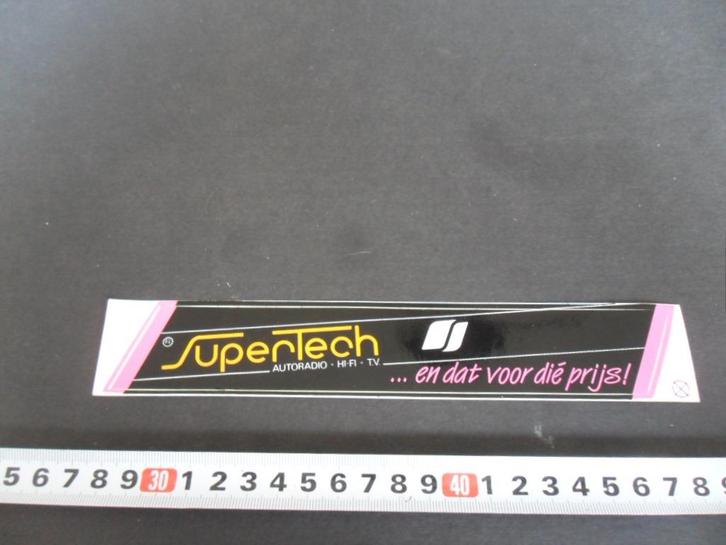 ® SuperTech
AUTORADIO - HI-FI - T.V.
... en dat voor dié prijs!
5 6 7 8 9 30 1 2 3 4 5 6 7 8 9 40 1 2 3 4 5 6 7 8 9